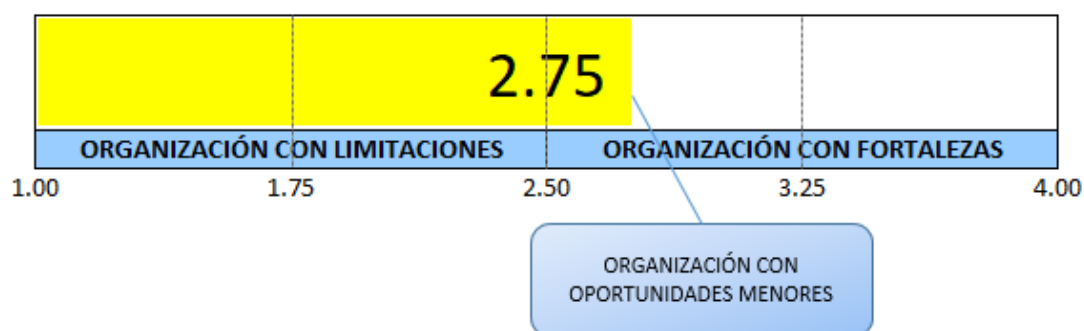 2.75
ORGANIZACIÓN CON LIMITACIONES
ORGANIZACIÓN CON FORTALEZAS
1.00
1.75
2.50
3.25
4.00
ORGANIZACIÓN CON
OPORTUNIDADES MENORES